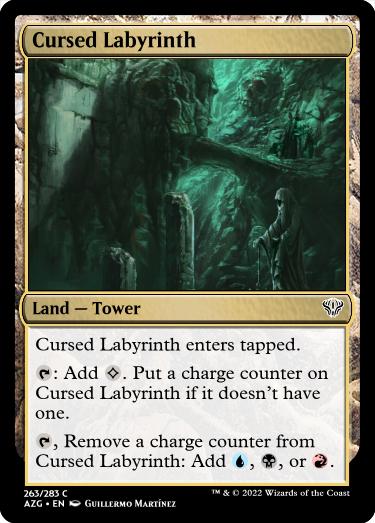 Cursed Labyrinth
Land — Tower
Cursed Labyrinth enters tapped.
: Add . Put a charge counter on
Cursed Labyrinth if it doesn't have
one.
, Remove a charge counter from
Cursed Labyrinth: Add , , or .
263/283 C
AZG • EN Guillermo Martínez
™ & © 2022 Wizards of the Coast